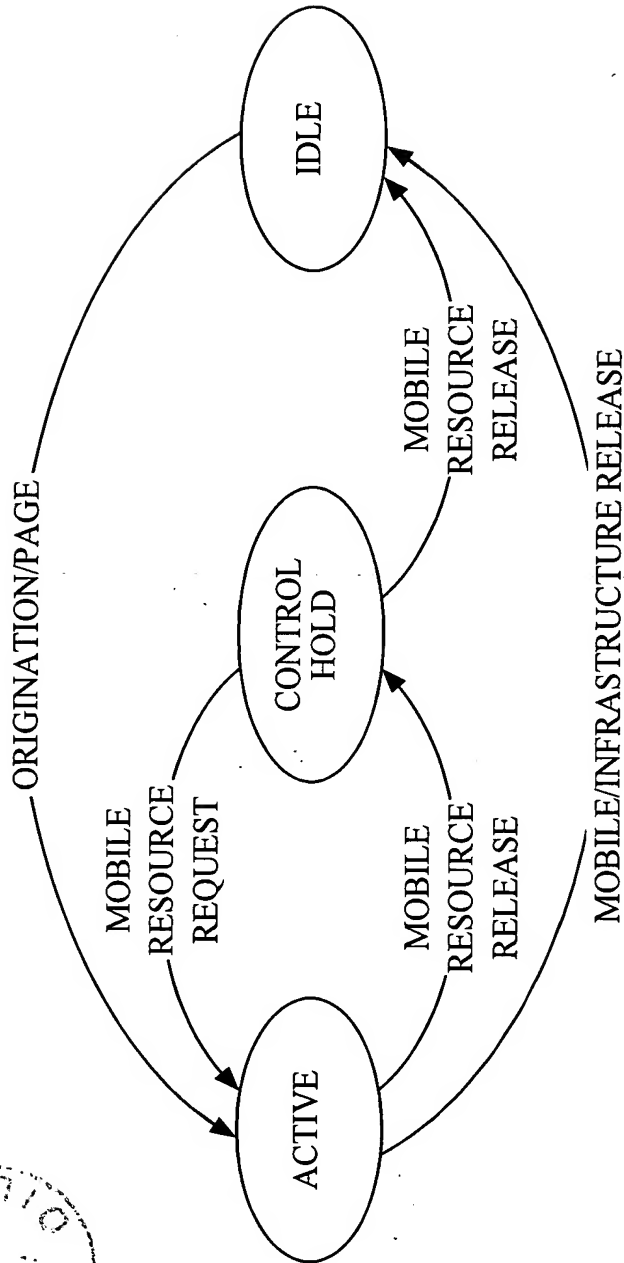 ORIGINATION/PAGE
MOBILE
RESOURCE
REQUEST
ACTIVE
CONTROL
HOLD
IDLE
MOBILE
RESOURCE
RELEASE
MOBILE
RESOURCE
RELEASE
MOBILE/INFRASTRUCTURE RELEASE